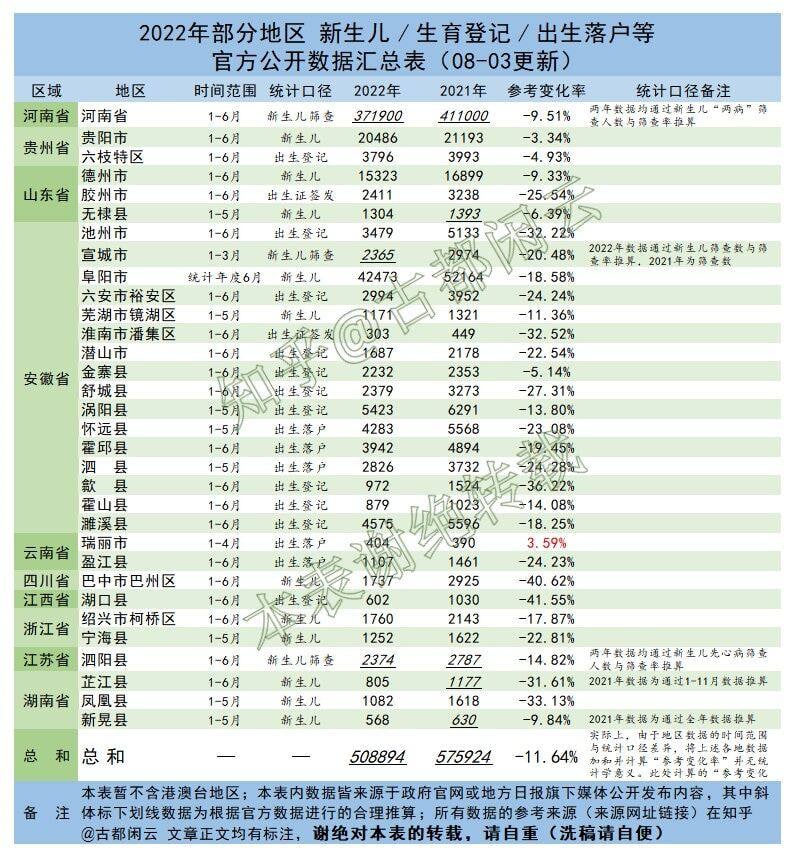 2022年部分地区 新生儿/生育登记/出生落户等
官方公开数据汇总表（08-03更新）
区域 地区 时间范围 统计口径 2022年 2021年 参考变化率 统计口径备注
河南省 河南省 1-6月 新生儿筛查 371900 411000 -9.51% 两年数据均通过新生儿“两病”筛
查人数与筛查率推算
贵州省 贵阳市 1-6月 新生儿 20486 21193 -3.34%
六枝特区 1-6月 出生登记 3796 3993 -4.93%
山东省 德州市 1-6月 新生儿 15323 16899 -9.33%
胶州市 1-6月 出生证签发 2411 3238 -25.54%
无棣县 1-5月 新生儿 1304 1393 -6.39%
安徽省 池州市 1-6月 出生登记 3479 5133 -32.22%
宣城市 1-3月 新生儿筛查 2365 2974 -20.48% 2022年数据通过新生儿筛查数与筛
查率推算，2021年为筛查数
阜阳市 统计年度6月 新生儿 42473 52164 -18.58%
六安市裕安区 1-6月 出生登记 2994 3952 -24.24%
芜湖市镜湖区 1-5月 新生儿 1171 1321 -11.36%
淮南市潘集区 1-6月 出生证签发 303 449 -32.52%
潜山市 1-6月 出生登记 1687 2178 -22.54%
金寨县 1-6月 出生登记 2232 2353 -5.14%
舒城县 1-6月 出生登记 2379 3273 -27.31%
涡阳县 1-5月 出生落户 5423 6291 -13.80%
怀远县 1-5月 出生落户 4283 5568 -23.08%
霍邱县 1-6月 出生落户 3942 4894 -19.45%
泗 县 1-5月 出生落户 2826 3732 -24.28%
歙 县 1-6月 出生登记 972 1524 -36.22%
霍山县 1-6月 出生登记 879 1023 -14.08%
濉溪县 1-6月 出生登记 4575 5596 -18.25%
云南省 瑞丽市 1-4月 出生落户 404 390 3.59%
盈江县 1-6月 出生落户 1107 1461 -24.23%
四川省 巴中市巴州区 1-6月 新生儿 1737 2925 -40.62%
江西省 湖口县 1-6月 出生登记 602 1030 -41.55%
浙江省 绍兴市柯桥区 1-6月 新生儿 1760 2143 -17.87%
宁海县 1-5月 新生儿 1252 1622 -22.81%
江苏省 泗阳县 1-6月 新生儿筛查 2374 2787 -14.82% 两年数据均通过新生儿先心病筛查
人数与筛查率推算
湖南省 芷江县 1-6月 新生儿 805 1177 -31.61% 2021年数据为通过1-11月数据推算
凤凰县 1-5月 新生儿 1082 1618 -33.13%
新晃县 1-5月 新生儿 568 630 -9.84% 2021年数据为通过全年数据推算
总 和 总和 — — 508894 575924 -11.64% 实际上，由于地区数据的时间范围
与统计口径差异，将上述各地数据
加和并计算“参考变化率”并无统
计学意义。此处计算的“参考变化
备 注 本表暂不含港澳台地区；本表内数据皆来源于政府官网或地方日报旗下媒体公开发布内容，其中斜
体标下划线数据为根据官方数据进行的合理推算；所有数据的参考来源（来源网址链接）在知乎
@古都闲云 文章正文均有标注，谢绝对本表的转载，请自重（洗稿请自便）
知乎@古都闲云
本表谢绝转载